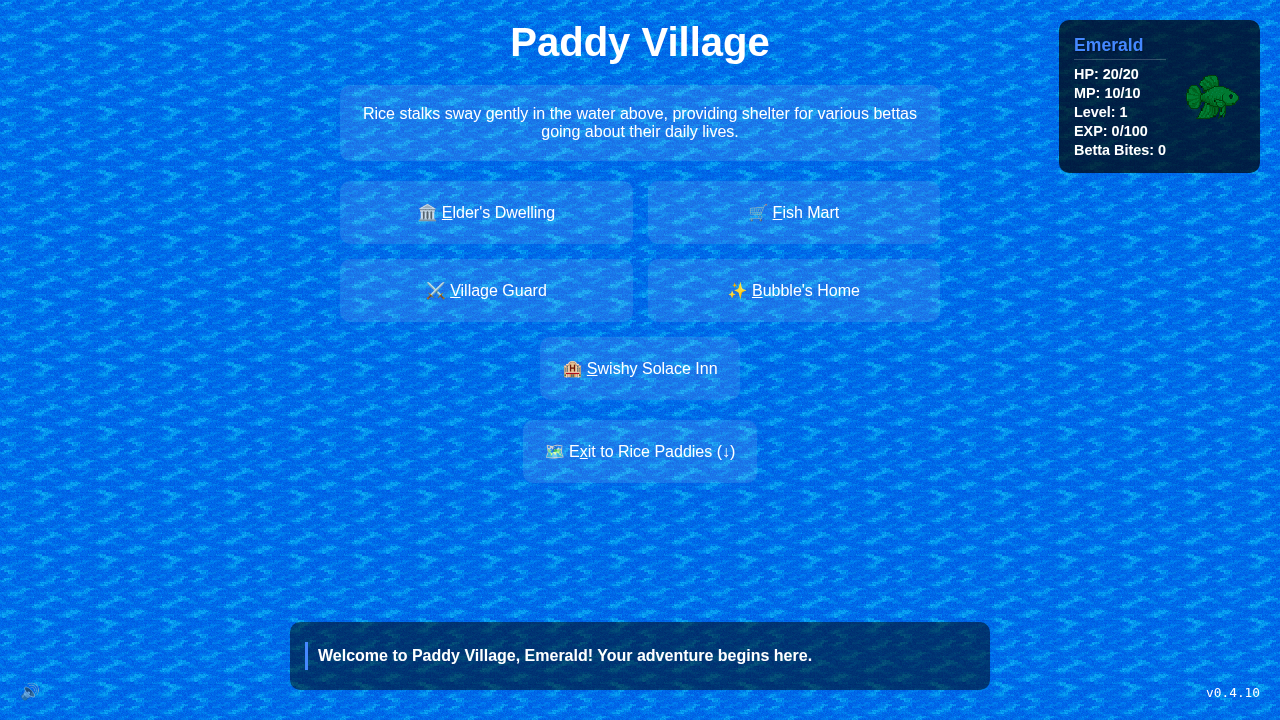 Paddy Village
Rice stalks sway gently in the water above, providing shelter for various bettas
going about their daily lives.
Elder's Dwelling
Fish Mart
Village Guard
Bubble's Home
Swishy Solace Inn
Exit to Rice Paddies (↓)
Emerald
HP: 20/20
MP: 10/10
Level: 1
EXP: 0/100
Betta Bites: 0
Welcome to Paddy Village, Emerald! Your adventure begins here.
v0.4.10